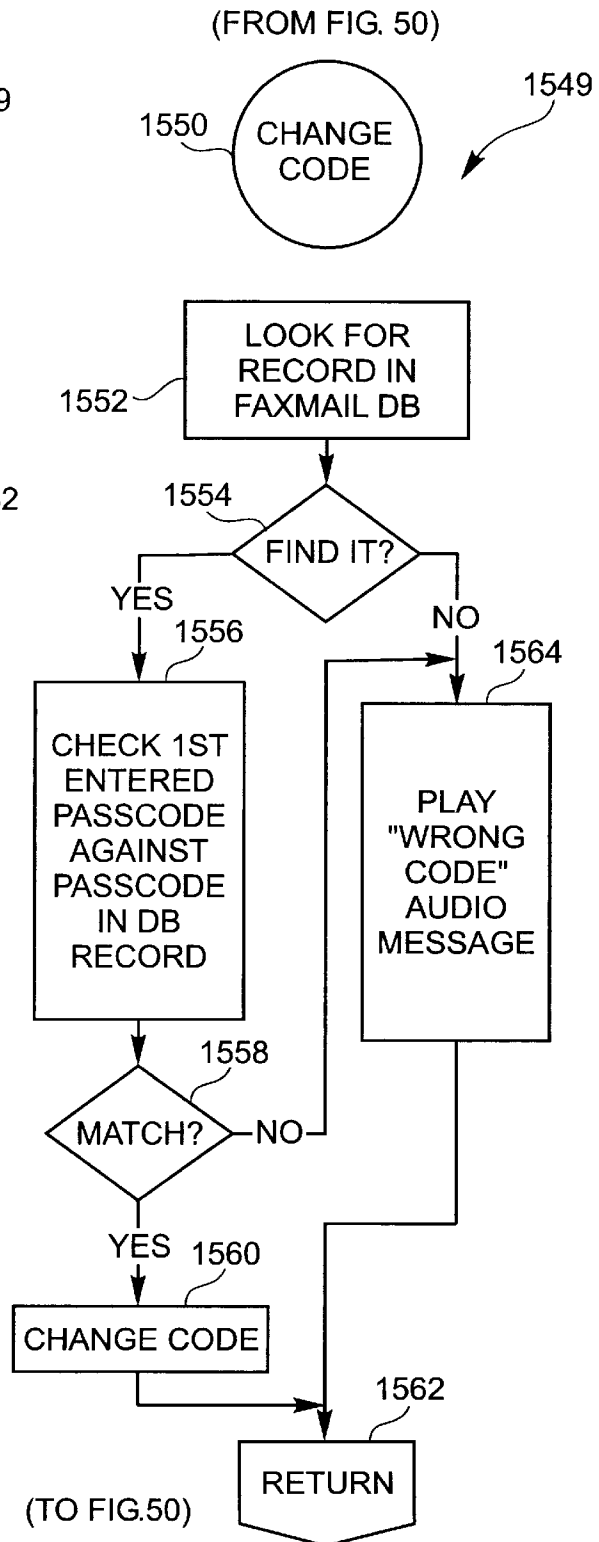 (FROM FIG. 50)
9
1549
1550
CHANGE
CODE
LOOK FOR
RECORD IN
FAXMAIL DB
1552
1554
FIND IT?
YES
NO
1556
1564
CHECK 1ST
ENTERED
PASSCODE
AGAINST
PASSCODE
IN DB
RECORD
PLAY
"WRONG
CODE"
AUDIO
MESSAGE
1558
MATCH?
NO
YES
1560
CHANGE CODE
1562
RETURN
(TO FIG.50)